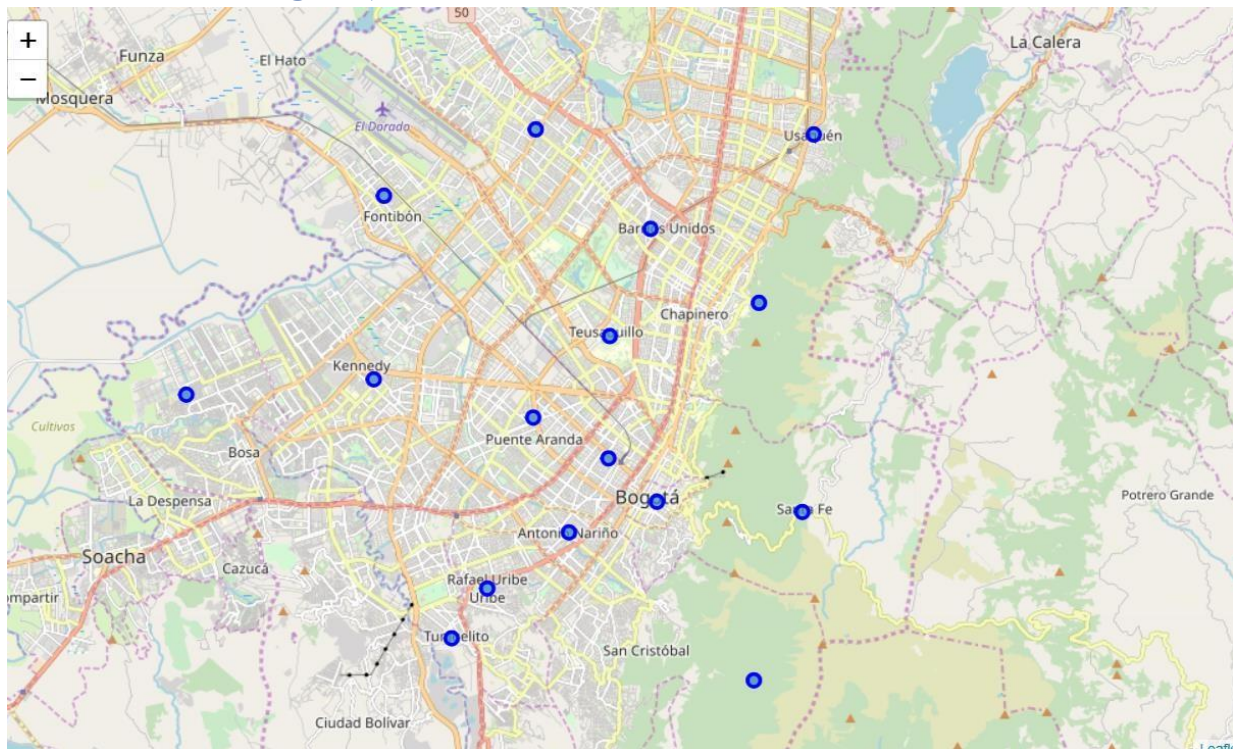 50
+
−
Funza
El Hato
La Calera
Mosquera
El Dorado
Usaquén
Fontibón
Barrios Unidos
Chapinero
Teusaquillo
Kennedy
Cultivos
Puente Aranda
Bosa
La Despensa
Bogotá
Potrero Grande
Santa Fe
Antonio Nariño
Soacha
Cazucá
Rafael Uribe
Uribe
ompartir
Tunjuelito
San Cristóbal
Ciudad Bolívar